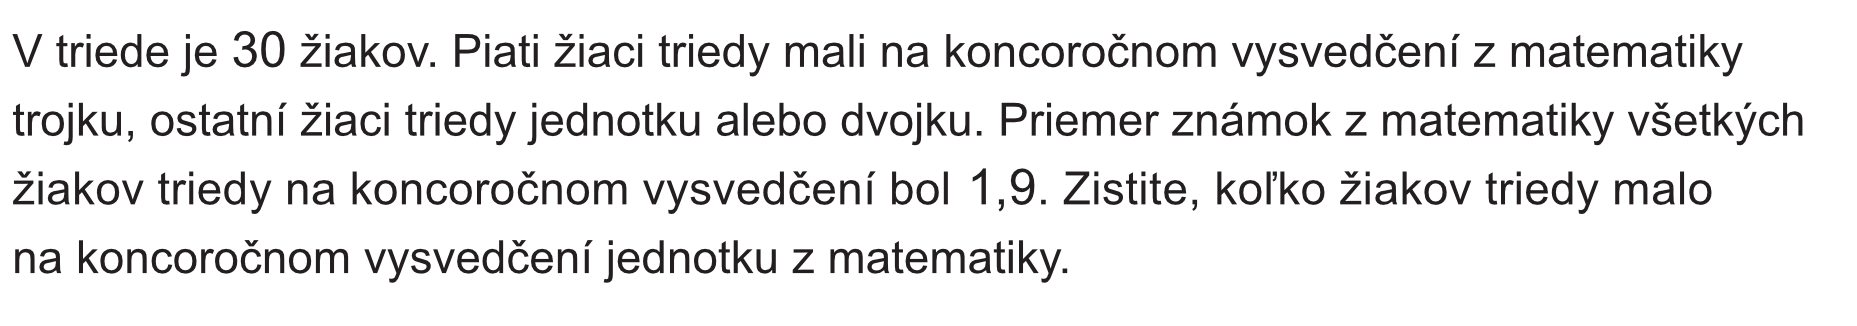 V triede je 30 žiakov. Piati žiaci triedy mali na koncoročnom vysvedčení z matematiky
trojku, ostatní žiaci triedy jednotku alebo dvojku. Priemer známok z matematiky všetkých
žiakov triedy na koncoročnom vysvedčení bol 1,9. Zistite, koľko žiakov triedy malo
na koncoročnom vysvedčení jednotku z matematiky.